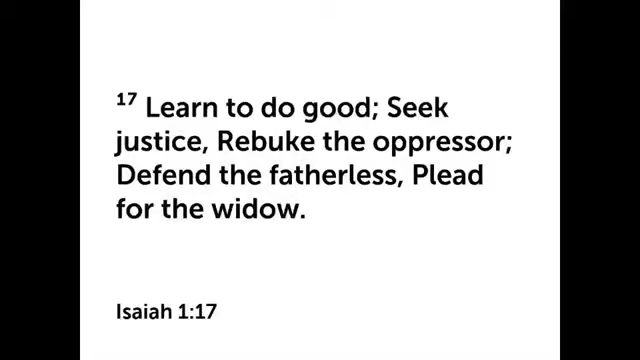 17 Learn to do good; Seek
justice, Rebuke the oppressor;
Defend the fatherless, Plead
for the widow.
Isaiah 1:17